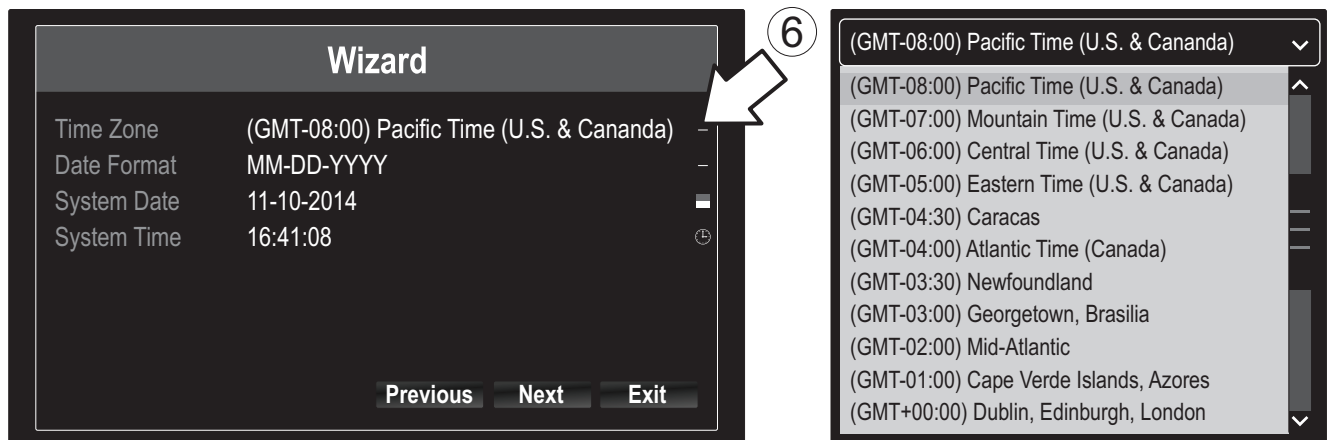 Wizard
Time Zone (GMT-08:00) Pacific Time (U.S. & Cananda)
Date Format MM-DD-YYYY
System Date 11-10-2014
System Time 16:41:08
Previous Next Exit
6
(GMT-08:00) Pacific Time (U.S. & Cananda)
(GMT-08:00) Pacific Time (U.S. & Canada)
(GMT-07:00) Mountain Time (U.S. & Canada)
(GMT-06:00) Central Time (U.S. & Canada)
(GMT-05:00) Eastern Time (U.S. & Canada)
(GMT-04:30) Caracas
(GMT-04:00) Atlantic Time (Canada)
(GMT-03:30) Newfoundland
(GMT-03:00) Georgetown, Brasilia
(GMT-02:00) Mid-Atlantic
(GMT-01:00) Cape Verde Islands, Azores
(GMT+00:00) Dublin, Edinburgh, London